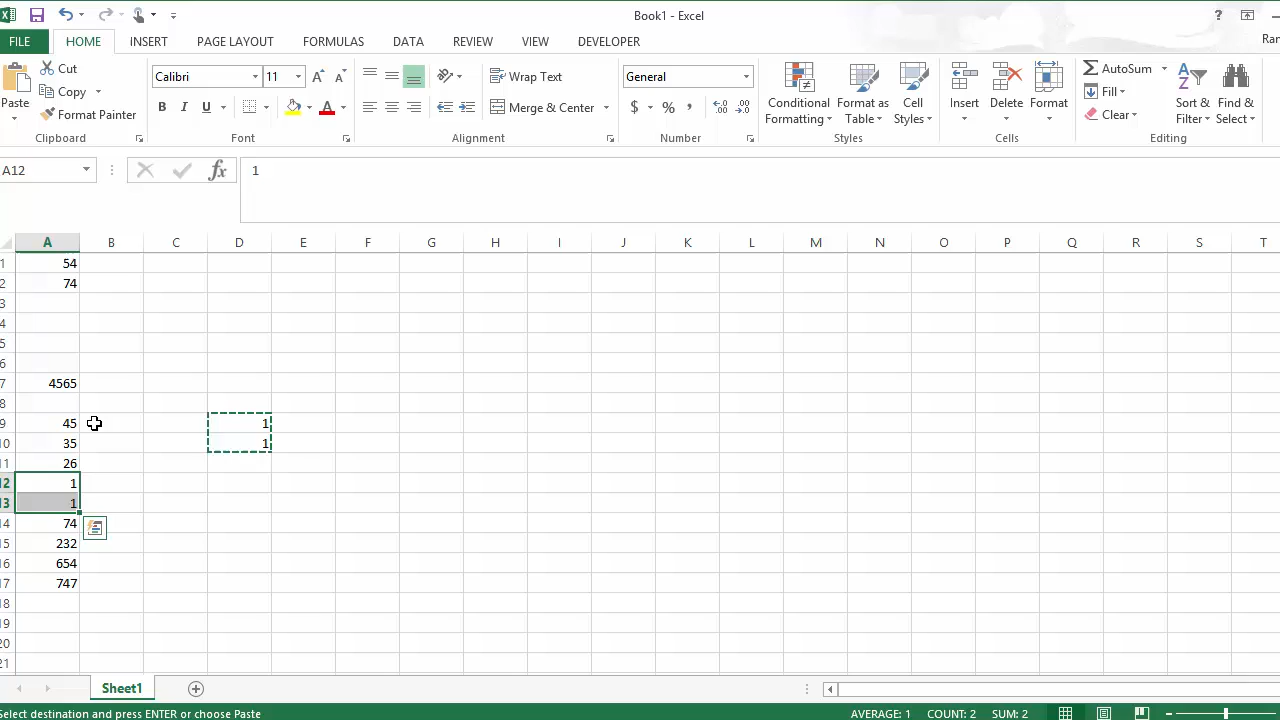 Book1 - Excel
?
FILE HOME INSERT PAGE LAYOUT FORMULAS DATA REVIEW VIEW DEVELOPER Ran
Paste
Cut
Copy
Format Painter
Clipboard
Calibri 11
B I U
Font
Wrap Text
Merge & Center
Alignment
General
$ % ,
Number
Conditional Formatting
Format as Table
Cell Styles
Styles
Insert Delete Format
Cells
AutoSum
Fill
Clear
Sort & Filter
Find & Select
Editing
A12 fx 1
A B C D E F G H I J K L M N O P Q R S T
1 54
2 74
3
4
5
6
7 4565
8
9 45 1
10 35 1
11 26
12 1
13 1
14 74
15 232
16 654
17 747
18
19
20
21
Sheet1
Select destination and press ENTER or choose Paste AVERAGE: 1 COUNT: 2 SUM: 2